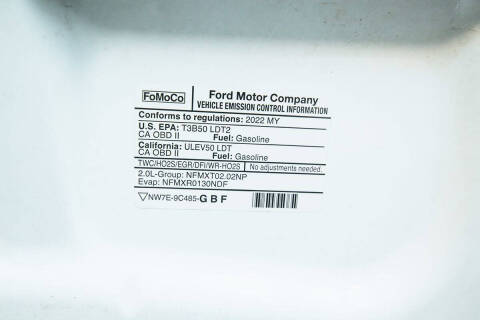 FoMoCo
Ford Motor Company
VEHICLE EMISSION CONTROL INFORMATION
Conforms to regulations: 2022 MY
U.S. EPA: T3B50 LDT2
CA OBD II Fuel: Gasoline
California: ULEV50 LDT
CA OBD II Fuel: Gasoline
TWC/HO2S/EGR/DFI/WR-HO2S No adjustments needed.
2.0L-Group: NFMXT02.02NP
Evap: NFMXR0130NDF
▽NW7E-9C485-G B F